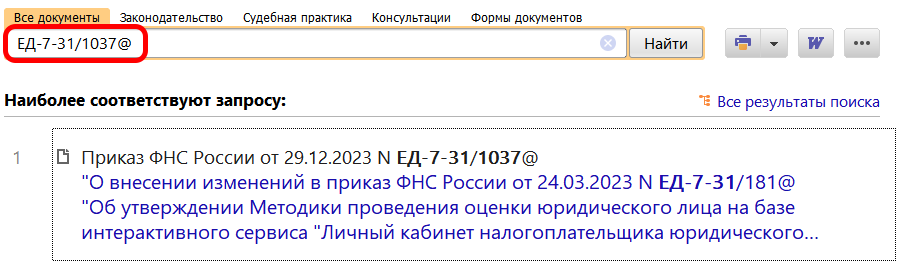 Все документы Законодательство Судебная практика Консультации Формы документов
ЕД-7-31/1037@ Найти W
Наиболее соответствуют запросу: Все результаты поиска
1 Приказ ФНС России от 29.12.2023 N ЕД-7-31/1037@
"О внесении изменений в приказ ФНС России от 24.03.2023 N ЕД-7-31/181@
"Об утверждении Методики проведения оценки юридического лица на базе
интерактивного сервиса "Личный кабинет налогоплательщика юридического...